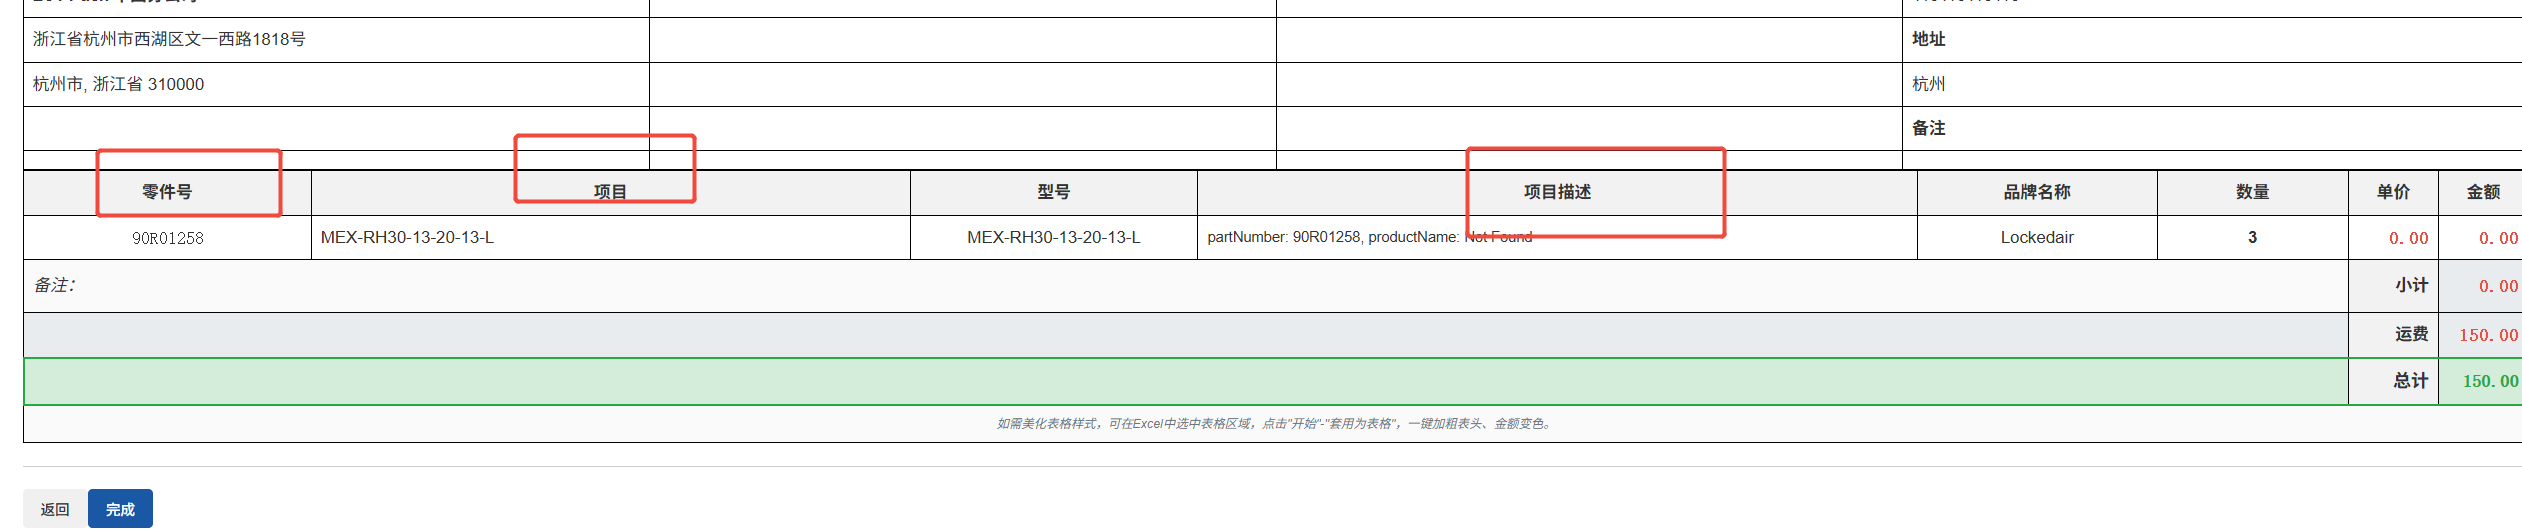 浙江省杭州市西湖区文一西路1818号
地址
杭州市, 浙江省 310000
杭州
备注
零件号 项目 型号 项目描述 品牌名称 数量 单价 金额
90R01258 MEX-RH30-13-20-13-L MEX-RH30-13-20-13-L partNumber: 90R01258, productName: Not Found Lockedair 3 0.00 0.00
备注： 小计 0.00
运费 150.00
总计 150.00
如需美化表格样式，可在Excel中选中表格区域，点击"开始"-"套用为表格"，一键加粗表头、金额变色。
返回 完成